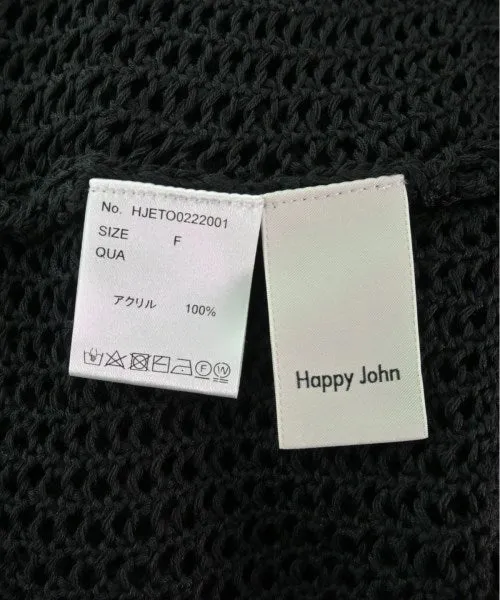 No. HJETO0222001
SIZE F
QUA
アクリル 100%
F W
Happy John